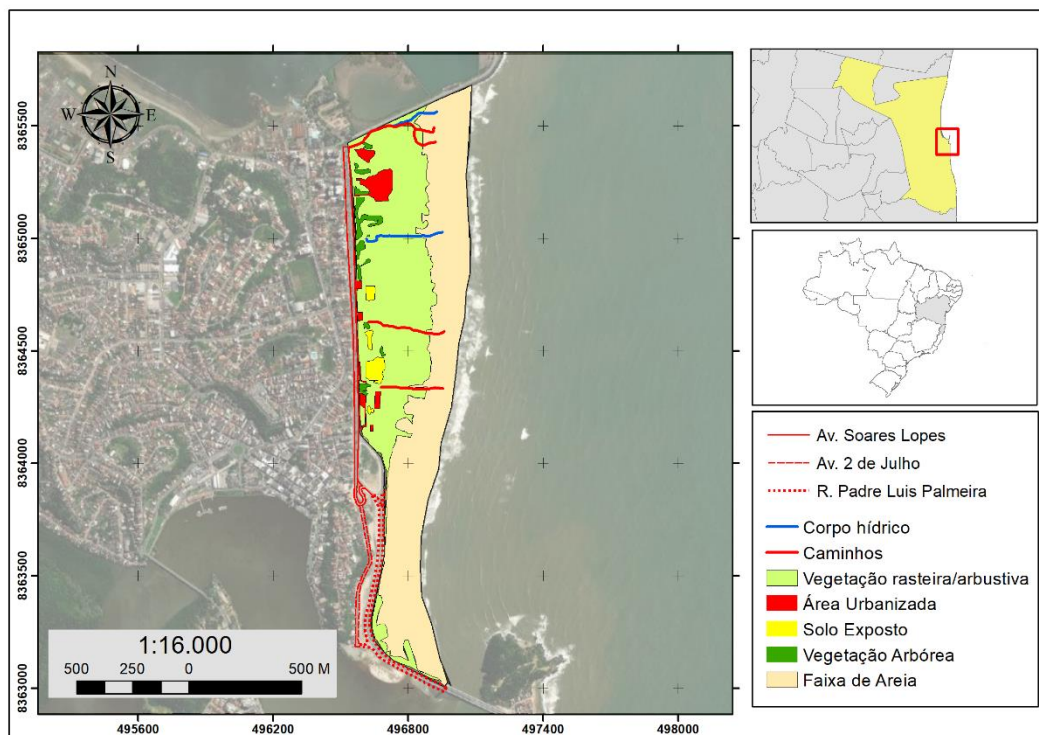 N
W
E
S
8365500
8365000
8364500
8364000
8363500
8363000
1:16.000
500
250
0
500 M
495600
496200
496800
497400
498000
Av. Soares Lopes
Av. 2 de Julho
R. Padre Luis Palmeira
Corpo hídrico
Caminhos
Vegetação rasteira/arbustiva
Área Urbanizada
Solo Exposto
Vegetação Arbórea
Faixa de Areia